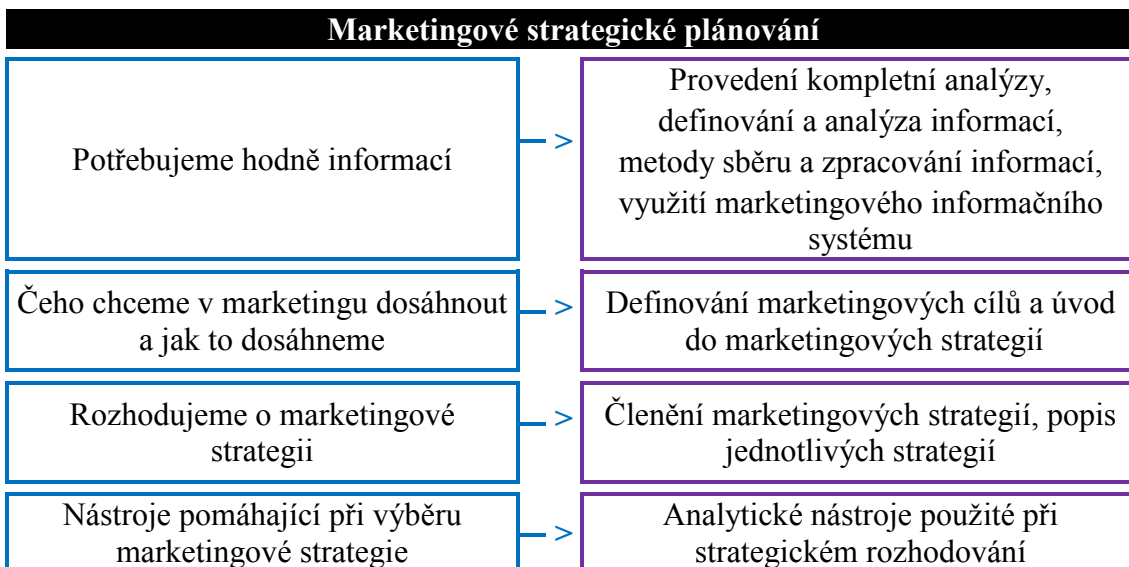 Marketingové strategické plánování
Potřebujeme hodně informací
– >
Provedení kompletní analýzy,
definování a analýza informací,
metody sběru a zpracování informací,
využití marketingového informačního
systému
Čeho chceme v marketingu dosáhnout
a jak to dosáhneme
– >
Definování marketingových cílů a úvod
do marketingových strategií
Rozhodujeme o marketingové
strategii
– >
Členění marketingových strategií, popis
jednotlivých strategií
Nástroje pomáhající při výběru
marketingové strategie
– >
Analytické nástroje použité při
strategickém rozhodování